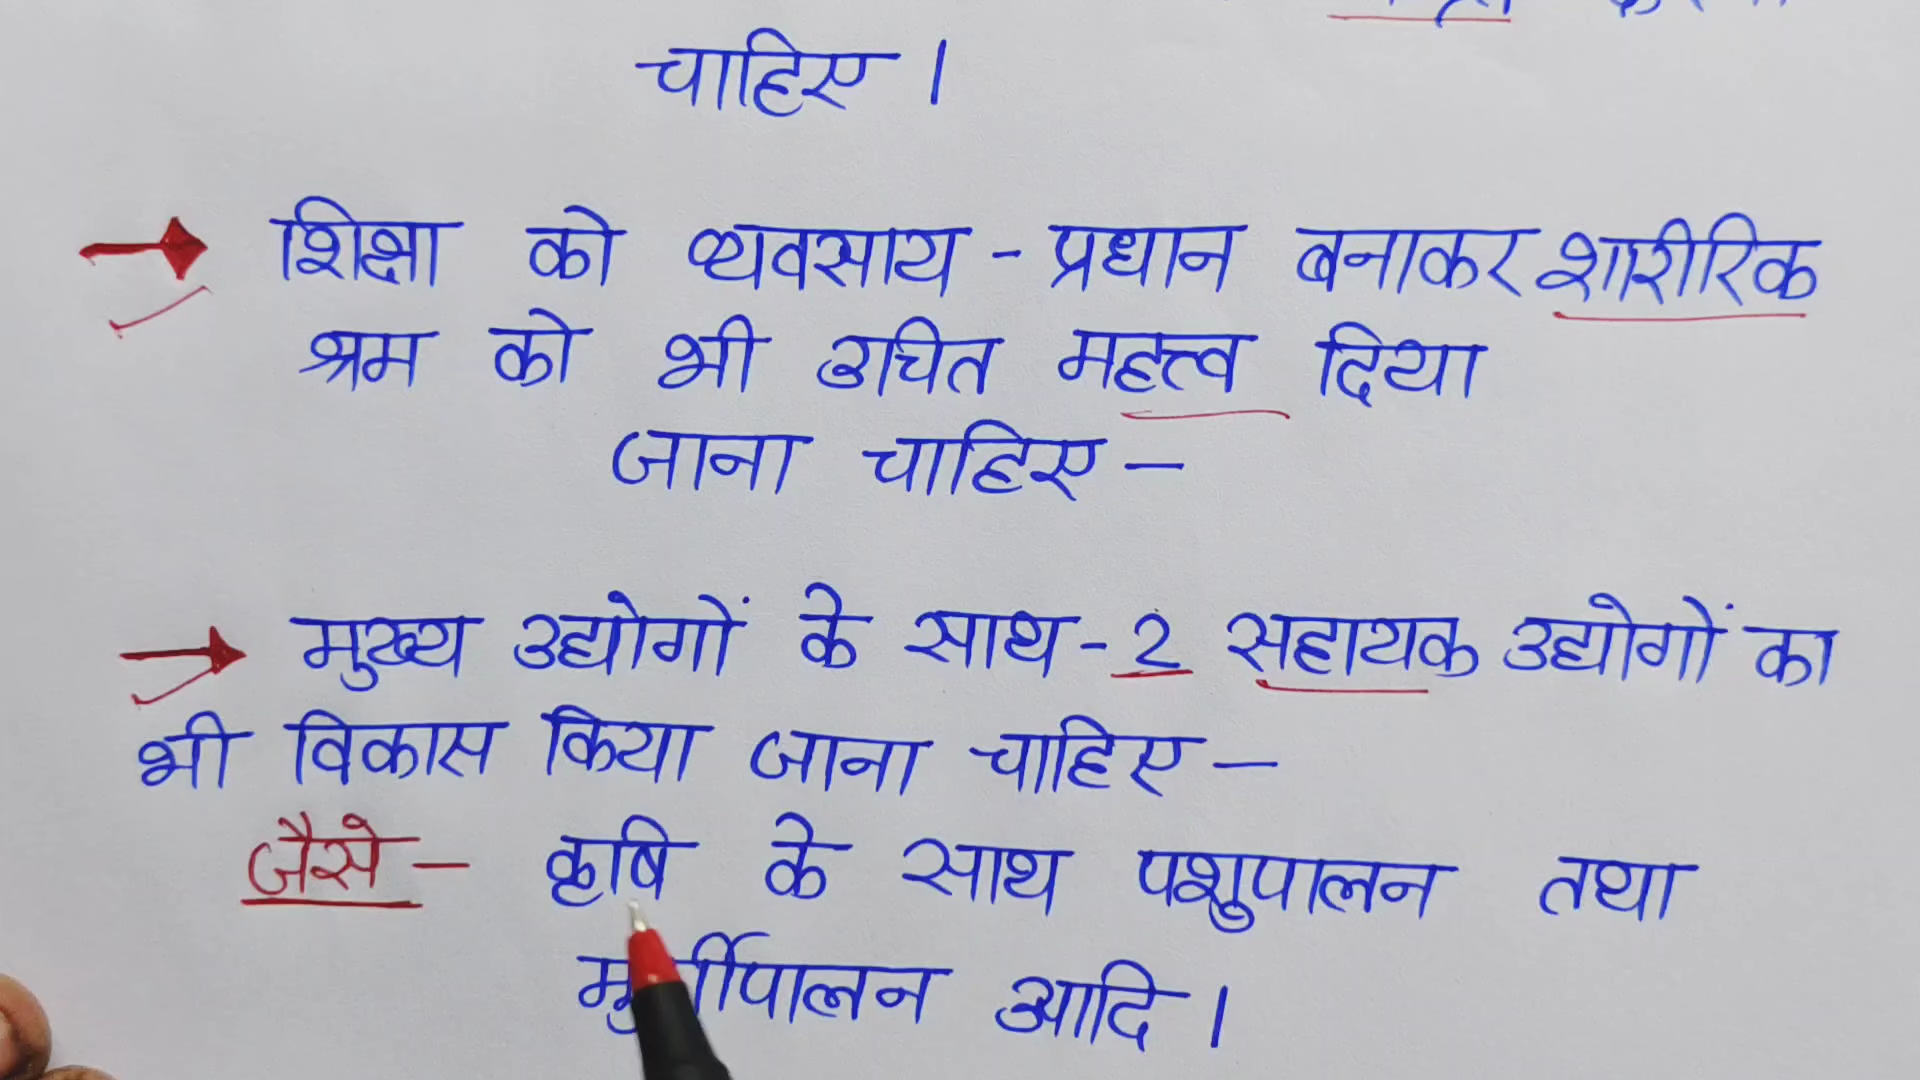 चाहिए।
शिक्षा को व्यवसाय - प्रधान बनाकर शारीरिक
श्रम को भी उचित महत्त्व दिया
जाना चाहिए -
मुख्य उद्योगों के साथ - 2 सहायक उद्योगों का
भी विकास किया जाना चाहिए -
जैसे - कृषि के साथ पशुपालन तथा
मुर्गीपालन आदि।